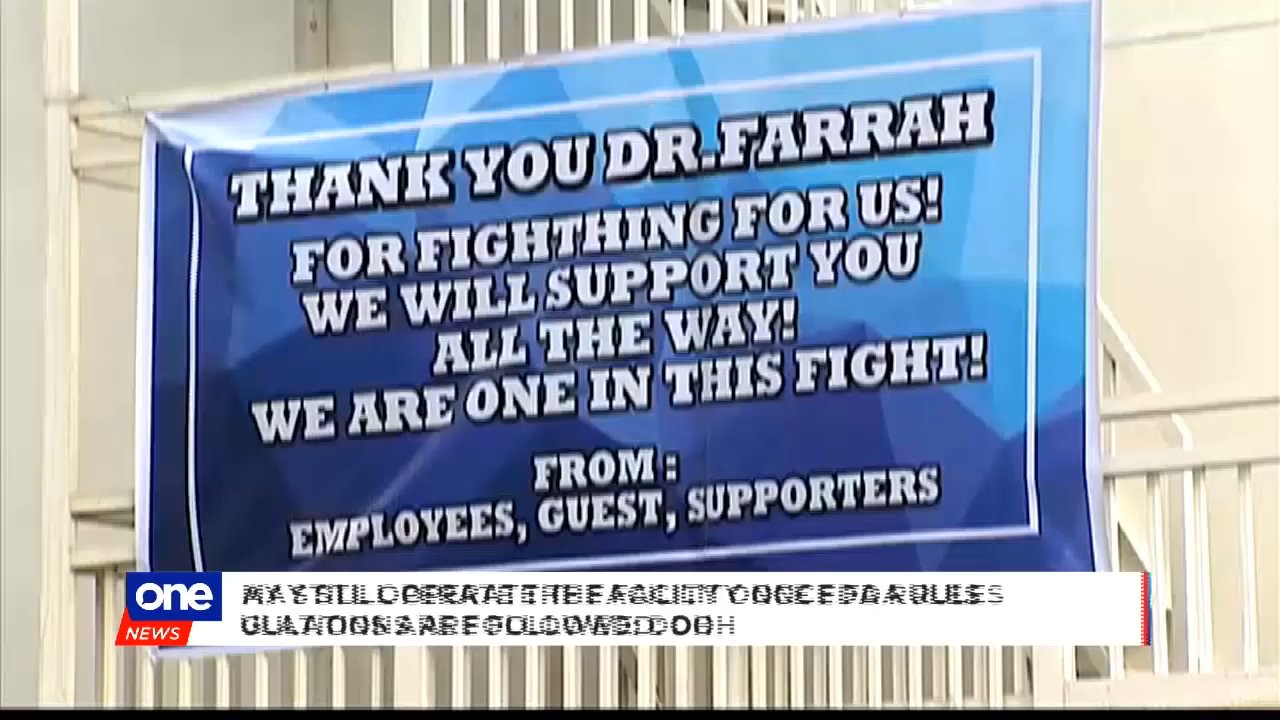 THANK YOU DR.FARRAH
FOR FIGHTHING FOR US!
WE WILL SUPPORT YOU
ALL THE WAY!
WE ARE ONE IN THIS FIGHT!
FROM :
EMPLOYEES, GUEST, SUPPORTERS
one
NEWS